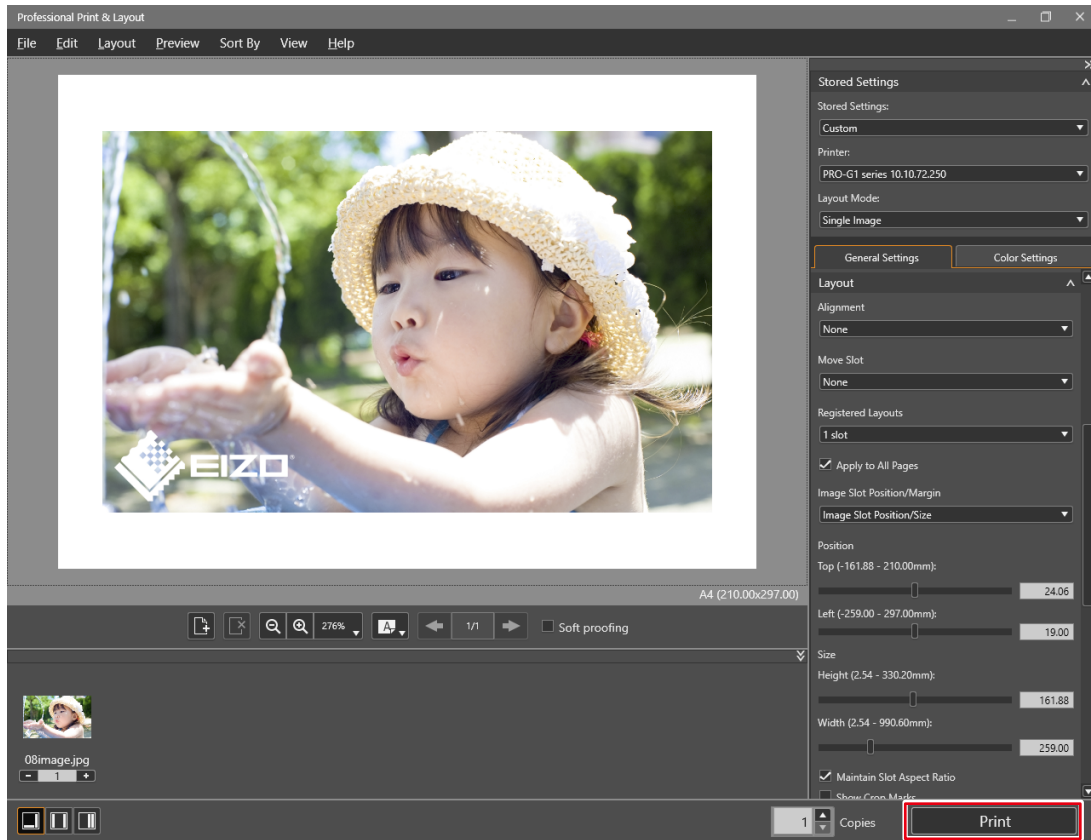 Professional Print & Layout
File Edit Layout Preview Sort By View Help
EIZO
A4 (210.00x297.00)
276%
A
1/1
Soft proofing
08image.jpg
- 1 +
Stored Settings
Stored Settings:
Custom
Printer:
PRO-G1 series 10.10.72.250
Layout Mode:
Single Image
General Settings Color Settings
Layout
Alignment
None
Move Slot
None
Registered Layouts
1 slot
Apply to All Pages
Image Slot Position/Margin
Image Slot Position/Size
Position
Top (-161.88 - 210.00mm):
24.06
Left (-259.00 - 297.00mm):
19.00
Size
Height (2.54 - 330.20mm):
161.88
Width (2.54 - 990.60mm):
259.00
Maintain Slot Aspect Ratio
Show Crop Marks
1 Copies Print